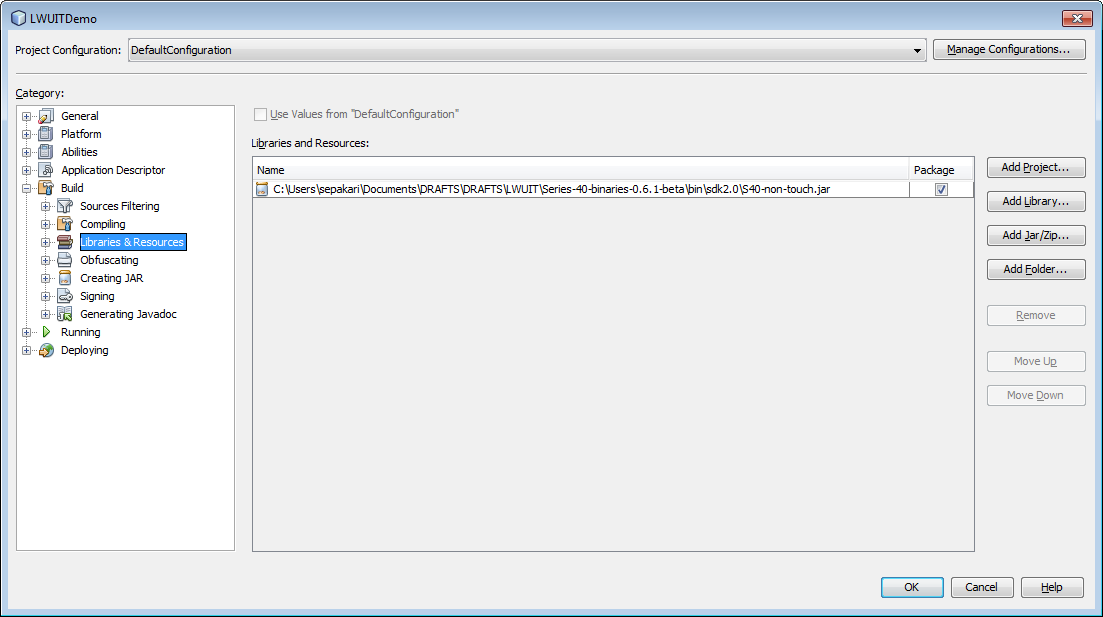 LWUITDemo
Project Configuration: DefaultConfiguration Manage Configurations...
Category:
General
Platform
Abilities
Application Descriptor
Build
Sources Filtering
Compiling
Libraries & Resources
Obfuscating
Creating JAR
Signing
Generating Javadoc
Running
Deploying
Use Values from "DefaultConfiguration"
Libraries and Resources:
Name Package
C:\Users\sepakari\Documents\DRAFTS\DRAFTS\LWUIT\Series-40-binaries-0.6.1-beta\bin\sdk2.0\S40-non-touch.jar
Add Project...
Add Library...
Add Jar/Zip...
Add Folder...
Remove
Move Up
Move Down
OK Cancel Help